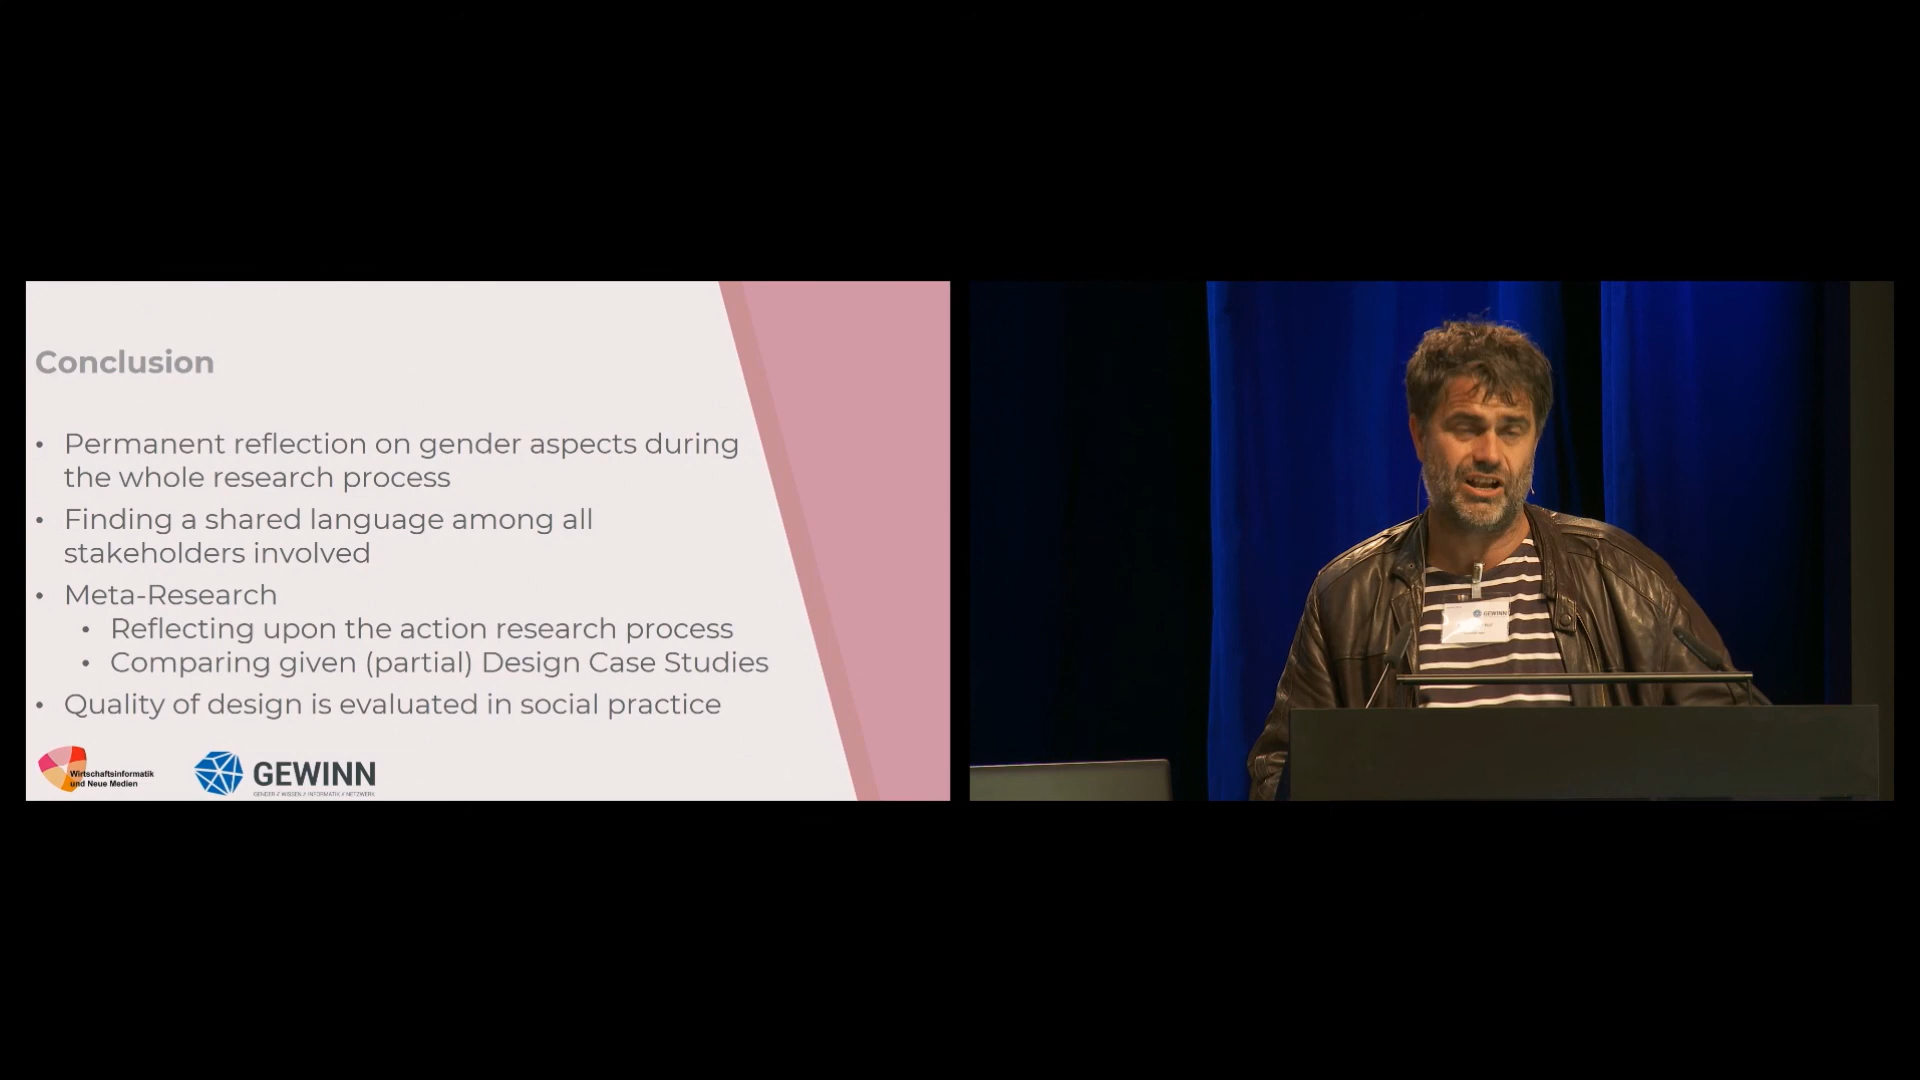 Conclusion
• Permanent reflection on gender aspects during
the whole research process
• Finding a shared language among all
stakeholders involved
• Meta-Research
• Reflecting upon the action research process
• Comparing given (partial) Design Case Studies
• Quality of design is evaluated in social practice
Wirtschaftsinformatik
und Neue Medien
GEWINN
GENDER // WISSEN // INFORMATIK // NETZWERK
GEWINN